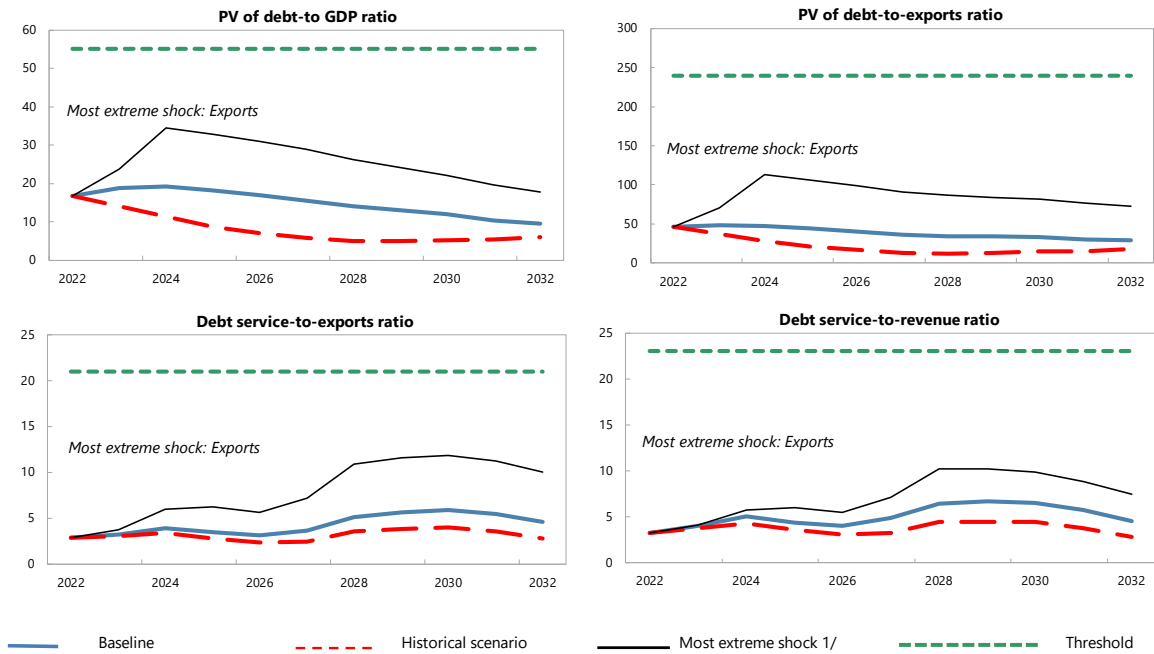 PV of debt-to GDP ratio
60
50
40
30
20
10
0
Most extreme shock: Exports
2022 2024 2026 2028 2030 2032
PV of debt-to-exports ratio
300
250
200
150
100
50
0
Most extreme shock: Exports
2022 2024 2026 2028 2030 2032
Debt service-to-exports ratio
25
20
15
10
5
0
Most extreme shock: Exports
2022 2024 2026 2028 2030 2032
Debt service-to-revenue ratio
25
20
15
10
5
0
Most extreme shock: Exports
2022 2024 2026 2028 2030 2032
Baseline Historical scenario Most extreme shock 1/ Threshold